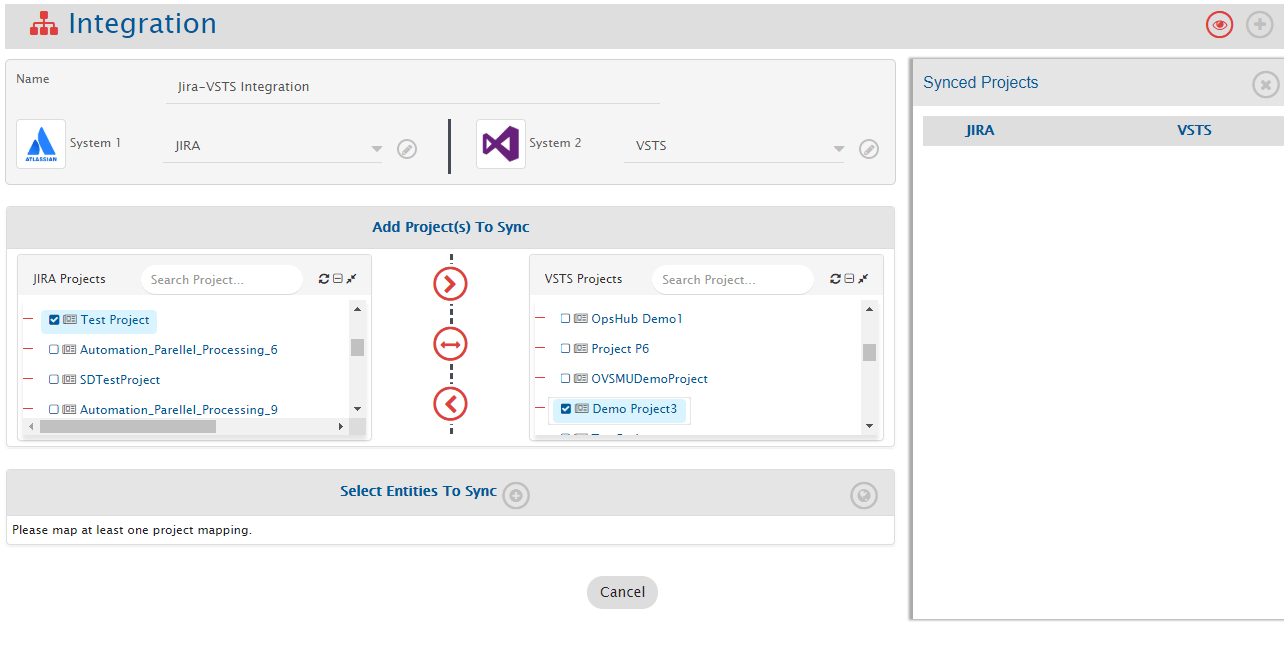 Integration
Name
Jira-VSTS Integration
ATLASSIAN
System 1
JIRA
System 2
VSTS
Add Project(s) To Sync
JIRA Projects
Search Project...
Test Project
Automation_Parellel_Processing_6
SDTestProject
Automation_Parellel_Processing_9
VSTS Projects
Search Project...
OpsHub Demo1
Project P6
OVSMUDemoProject
Demo Project3
Select Entities To Sync
Please map at least one project mapping.
Cancel
Synced Projects
JIRA VSTS